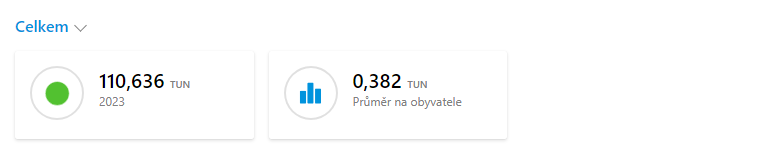 Celkem
110,636 TUN
2023
0,382 TUN
Průměr na obyvatele